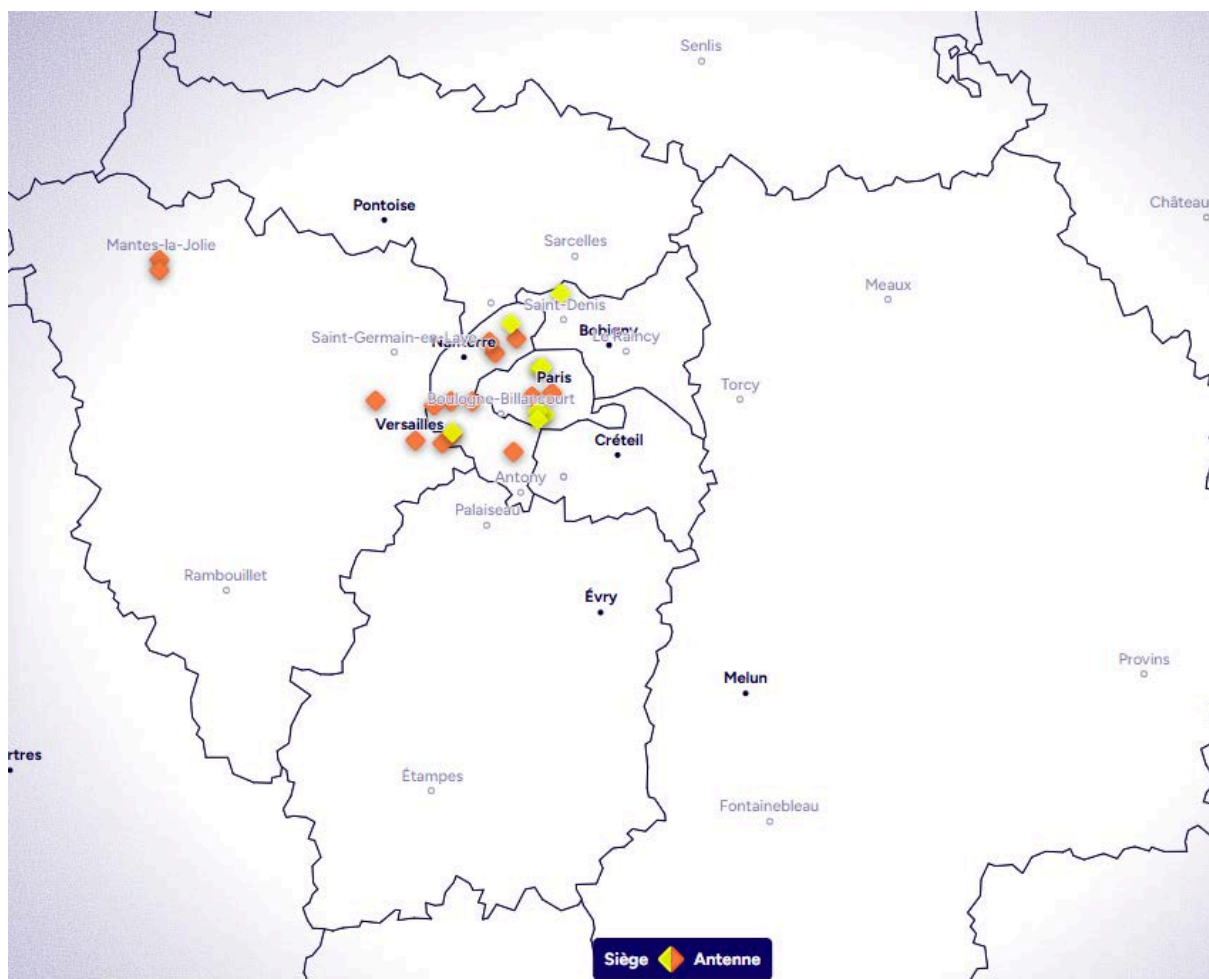 Senlis
Château
Pontoise
Mantes-la-Jolie
Sarcelles
Meaux
Saint-Denis
Saint-Germain-en-Laye
Nanterre
Bobigny
Le Raincy
Paris
Torcy
Boulogne-Billancourt
Versailles
Créteil
Antony
Palaiseau
Rambouillet
Évry
Provins
Melun
rtres
Étampes
Fontainebleau
Siège Antenne